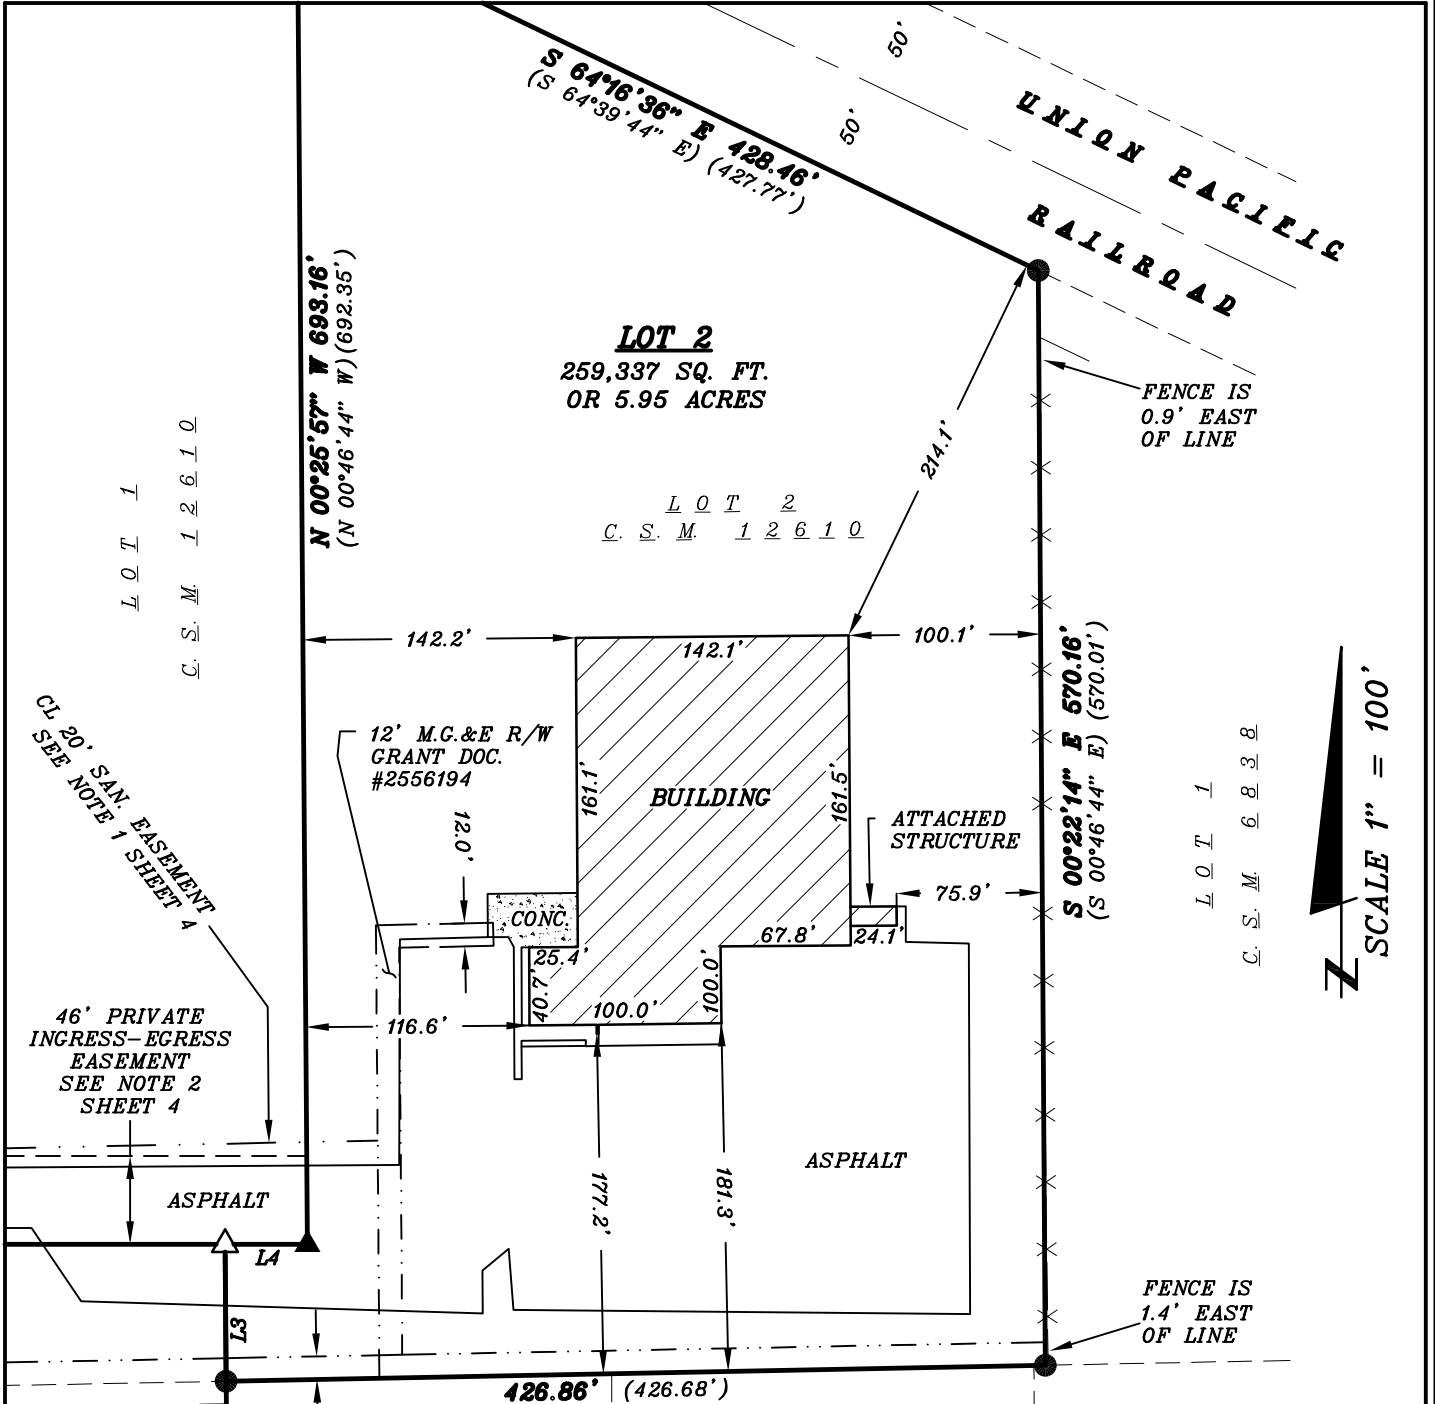 50'
50'
UNION PACIFIC
RAILROAD
S 64°16'36" E 428.46'
(S 64°39'44" E) (427.77')
N 00°25'57" W 693.16'
(N 00°46'44" W)(692.35')
LOT 2
259,337 SQ. FT.
OR 5.95 ACRES
FENCE IS
0.9' EAST
OF LINE
214.1'
LOT 1
C.S.M. 12610
LOT 2
C.S.M. 12610
142.2'
142.1'
100.1'
S 00°22'14" E 570.16'
(S 00°46'44" E) (570.01')
CL 20' SAN. EASEMENT
SEE NOTE 1 SHEET 4
12' M.G.&E R/W
GRANT DOC.
#2556194
161.1'
BUILDING
161.5'
ATTACHED
STRUCTURE
12.0'
75.9'
LOT 1
C.S.M. 6838
SCALE 1" = 100'
N
CONC.
25.4'
67.8'
24.1'
40.7'
100.0'
100.0'
116.6'
46' PRIVATE
INGRESS-EGRESS
EASEMENT
SEE NOTE 2
SHEET 4
177.2'
181.3'
ASPHALT
ASPHALT
L4
L3
FENCE IS
1.4' EAST
OF LINE
426.86' (426.68')